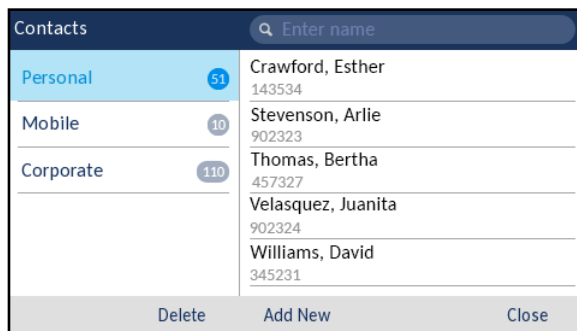 Contacts
Enter name
Personal 51
Mobile 10
Corporate 110
Crawford, Esther
143534
Stevenson, Arlie
902323
Thomas, Bertha
457327
Velasquez, Juanita
902324
Williams, David
345231
Delete Add New Close